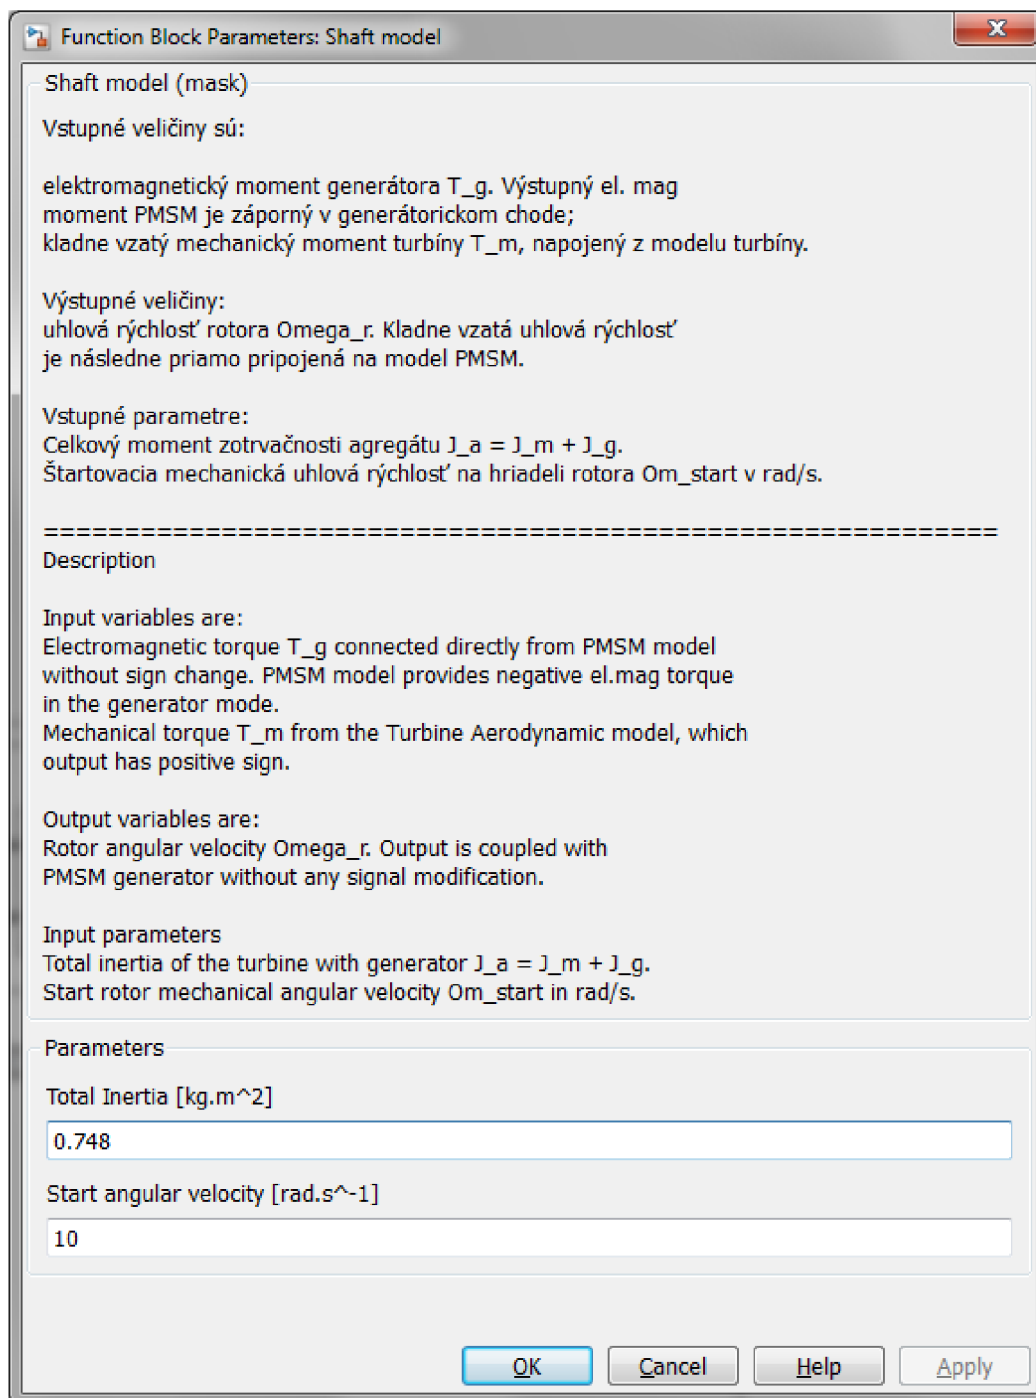 Function Block Parameters: Shaft model
X
Shaft model (mask)
Vstupné veličiny sú:
elektromagnetický moment generátora T_g. Výstupný el. mag
moment PMSM je záporný v generátorickom chode;
kladne vzatý mechanický moment turbíny T_m, napojený z modelu turbíny.
Výstupné veličiny:
uhlová rýchlosť rotora Omega_r. Kladne vzatá uhlová rýchlosť
je následne priamo pripojená na model PMSM.
Vstupné parametre:
Celkový moment zotrvačnosti agregátu J_a = J_m + J_g.
Štartovacia mechanická uhlová rýchlosť na hriadeli rotora Om_start v rad/s.
===========================================================
Description
Input variables are:
Electromagnetic torque T_g connected directly from PMSM model
without sign change. PMSM model provides negative el.mag torque
in the generator mode.
Mechanical torque T_m from the Turbine Aerodynamic model, which
output has positive sign.
Output variables are:
Rotor angular velocity Omega_r. Output is coupled with
PMSM generator without any signal modification.
Input parameters
Total inertia of the turbine with generator J_a = J_m + J_g.
Start rotor mechanical angular velocity Om_start in rad/s.
Parameters
Total Inertia [kg.m^2]
0.748
Start angular velocity [rad.s^-1]
10
OK Cancel Help Apply